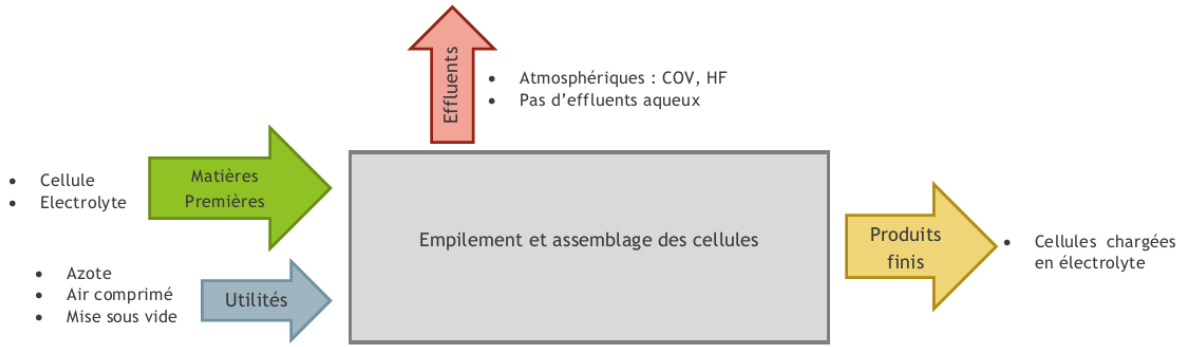 Effluents
• Atmosphériques : COV, HF
• Pas d’effluents aqueux
• Cellule
• Electrolyte
Matières
Premières
• Azote
• Air comprimé
• Mise sous vide
Utilités
Empilement et assemblage des cellules
Produits
finis
• Cellules chargées
en électrolyte